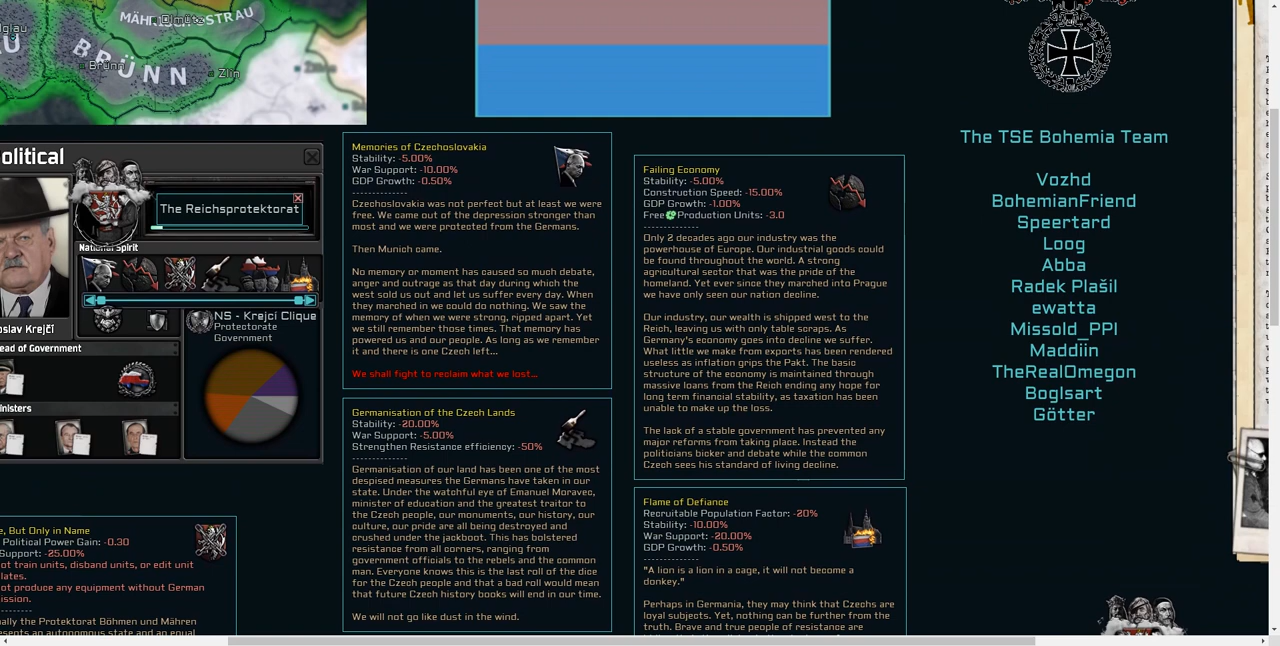 Olmütz
MÄHRISCH-OSTRAU
BRÜNN
Brünn
Zlín
olitical
The Reichsprotektorat
National Spirit
oslav Krejčí
NS - Krejcí Clique
Protectorate
Government
ead of Government
inisters
e, But Only in Name
Political Power Gain: -0.30
Support: -25.00%
ot train units, disband units, or edit unit
lates.
ot produce any equipment without German
ission.
---------
nally the Protektorat Böhmen und Mähren
Memories of Czechoslovakia
Stability: -5.00%
War Support: -10.00%
GDP Growth: -0.50%
--------------
Czechoslovakia was not perfect but at least we were
free. We came out of the depression stronger than
most and we were protected from the Germans.
Then Munich came.
No memory or moment has caused so much debate,
anger and outrage as that day during which the
west sold us out and let us suffer every day. When
they marched in we could do nothing. We saw the
memory of when we were strong, ripped apart. Yet
we still remember those times. That memory has
powered us and our people. As long as we remember
it and there is one Czech left...
We shall fight to reclaim what we lost...
Germanisation of the Czech Lands
Stability: -20.00%
War Support: -5.00%
Strengthen Resistance efficiency: -50%
--------------
Germanisation of our land has been one of the most
despised measures the Germans have taken in our
state. Under the watchful eye of Emanuel Moravec,
minister of education and the greatest traitor to
the Czech people, our monuments, our history, our
culture, our pride are all being destroyed and
crushed under the jackboot. This has bolstered
resistance from all corners, ranging from
government officials to the rebels and the common
man. Everyone knows this is the last roll of the dice
for the Czech people and that a bad roll would mean
that future Czech history books will end in our time.
We will not go like dust in the wind.
Failing Economy
Stability: -5.00%
Construction Speed: -15.00%
GDP Growth: -1.00%
Free Production Units: -3.0
--------------
Only 2 decades ago our industry was the
powerhouse of Europe. Our industrial goods could
be found throughout the world. A strong
agricultural sector that was the pride of the
homeland. Yet ever since they marched into Prague
we have only seen our nation decline.
Our industry, our wealth is shipped west to the
Reich, leaving us with only table scraps. As
Germany's economy goes into decline we suffer.
What little we make from exports has been rendered
useless as inflation grips the Pakt. The basic
structure of the economy is maintained through
massive loans from the Reich ending any hope for
long term financial stability, as taxation has been
unable to make up the loss.
The lack of a stable government has prevented any
major reforms from taking place. Instead the
politicians bicker and debate while the common
Czech sees his standard of living decline.
Flame of Defiance
Recruitable Population Factor: -20%
Stability: -10.00%
War Support: -20.00%
GDP Growth: -0.50%
--------------
"A lion is a lion in a cage, it will not become a
donkey."
Perhaps in Germania, they may think that Czechs are
loyal subjects. Yet, nothing can be further from the
truth. Brave and true people of resistance are
The TSE Bohemia Team
Vozhd
BohemianFriend
Speertard
Loog
Abba
Radek Plašil
ewatta
Missold_PPI
Maddiin
TheRealOmegon
Boglsart
Götter